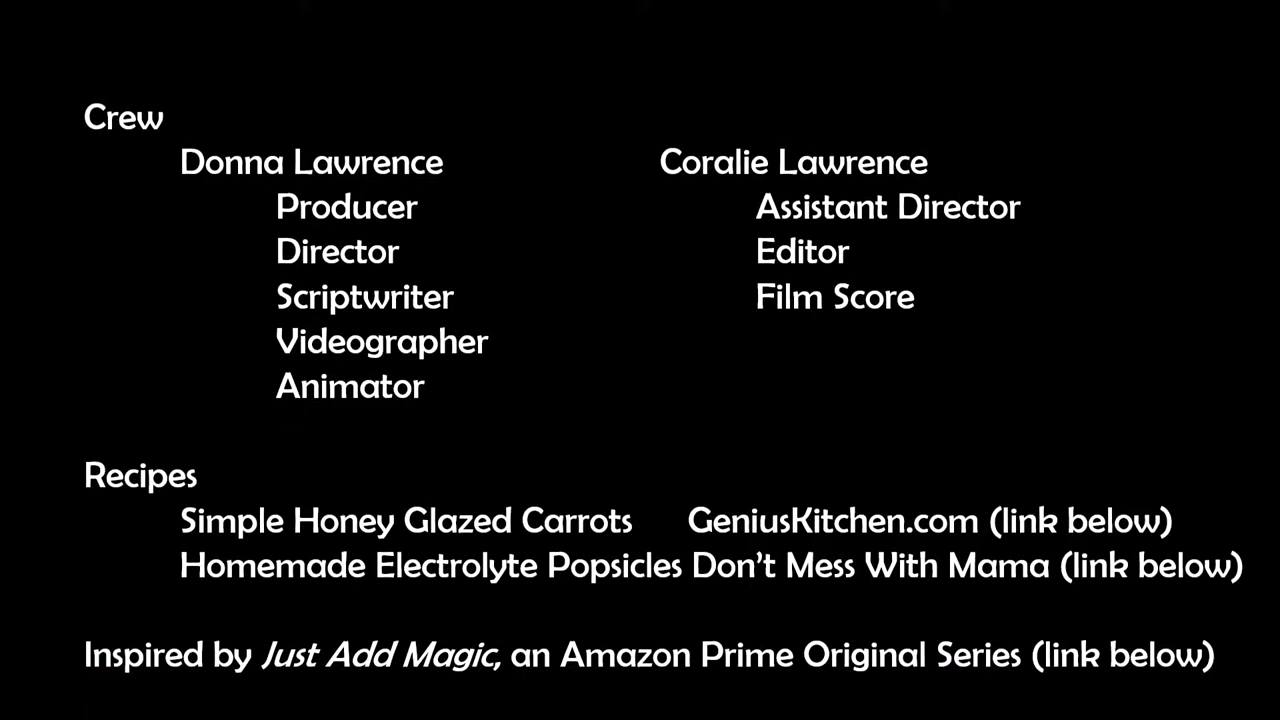 Crew
Donna Lawrence Coralie Lawrence
Producer Assistant Director
Director Editor
Scriptwriter Film Score
Videographer
Animator
Recipes
Simple Honey Glazed Carrots GeniusKitchen.com (link below)
Homemade Electrolyte Popsicles Don't Mess With Mama (link below)
Inspired by Just Add Magic, an Amazon Prime Original Series (link below)